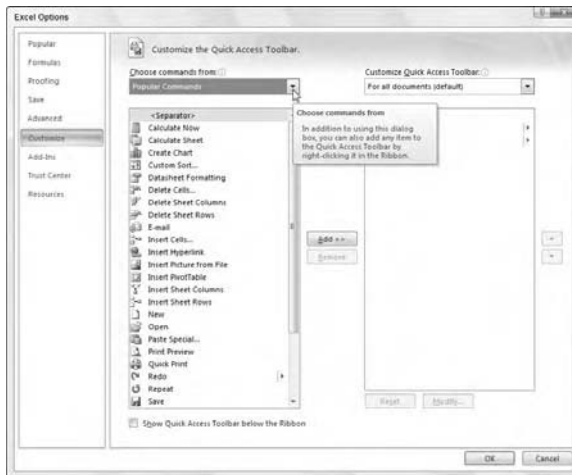 Excel Options
Popular
Formulas
Proofing
Save
Advanced
Customize
Add-Ins
Trust Center
Resources
Customize the Quick Access Toolbar.
Choose commands from:
Popular Commands
<Separator>
Calculate Now
Calculate Sheet
Create Chart
Custom Sort...
Datasheet Formatting
Delete Cells...
Delete Sheet Columns
Delete Sheet Rows
E-mail
Insert Cells...
Insert Hyperlink
Insert Picture from File
Insert PivotTable
Insert Sheet Columns
Insert Sheet Rows
New
Open
Paste Special...
Print Preview
Quick Print
Redo
Repeat
Save
Show Quick Access Toolbar below the Ribbon
Choose commands from
In addition to using this dialog
box, you can also add any item to
the Quick Access Toolbar by
right-clicking it in the Ribbon.
Add >>
Remove
Customize Quick Access Toolbar:
For all documents (default)
Reset
Modify...
OK
Cancel